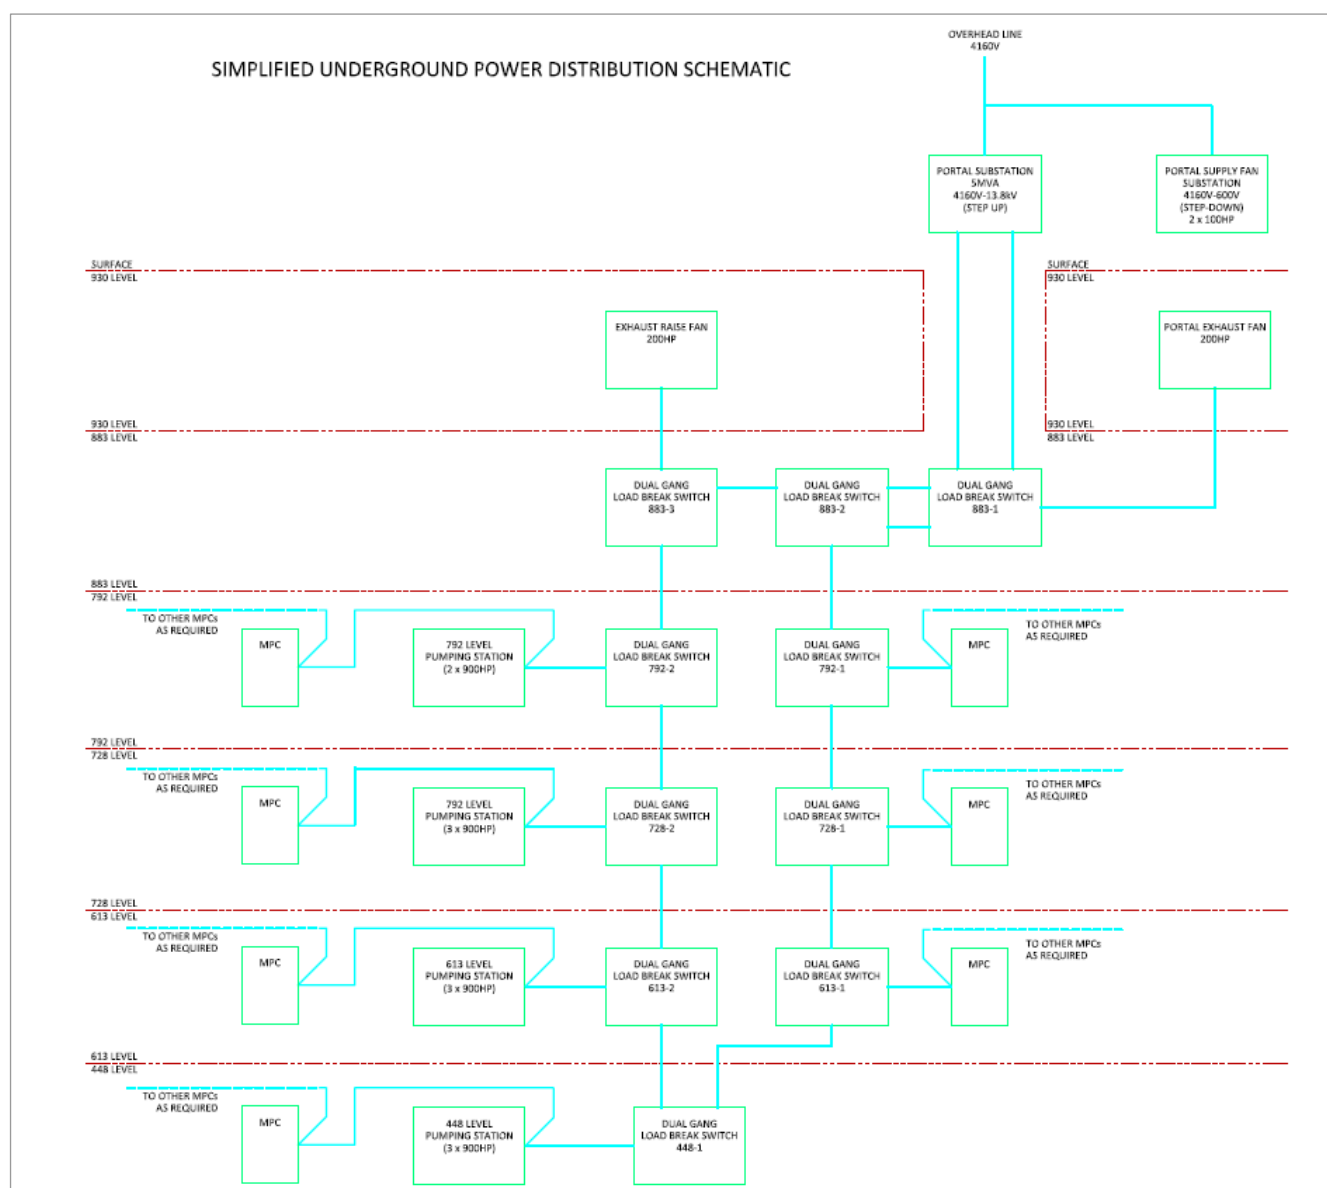 OVERHEAD LINE
4160V
SIMPLIFIED UNDERGROUND POWER DISTRIBUTION SCHEMATIC
PORTAL SUBSTATION
5MVA
4160V-13.8kV
(STEP UP)
PORTAL SUPPLY FAN
SUBSTATION
4160V-600V
(STEP-DOWN)
2 x 100HP
SURFACE
930 LEVEL
SURFACE
930 LEVEL
EXHAUST RAISE FAN
200HP
PORTAL EXHAUST FAN
200HP
930 LEVEL
883 LEVEL
930 LEVEL
883 LEVEL
DUAL GANG
LOAD BREAK SWITCH
883-3
DUAL GANG
LOAD BREAK SWITCH
883-2
DUAL GANG
LOAD BREAK SWITCH
883-1
883 LEVEL
792 LEVEL
TO OTHER MPCs
AS REQUIRED
MPC
792 LEVEL
PUMPING STATION
(2 x 900HP)
DUAL GANG
LOAD BREAK SWITCH
792-2
DUAL GANG
LOAD BREAK SWITCH
792-1
MPC
TO OTHER MPCs
AS REQUIRED
792 LEVEL
728 LEVEL
TO OTHER MPCs
AS REQUIRED
MPC
792 LEVEL
PUMPING STATION
(3 x 900HP)
DUAL GANG
LOAD BREAK SWITCH
728-2
DUAL GANG
LOAD BREAK SWITCH
728-1
MPC
TO OTHER MPCs
AS REQUIRED
728 LEVEL
613 LEVEL
TO OTHER MPCs
AS REQUIRED
MPC
613 LEVEL
PUMPING STATION
(3 x 900HP)
DUAL GANG
LOAD BREAK SWITCH
613-2
DUAL GANG
LOAD BREAK SWITCH
613-1
MPC
TO OTHER MPCs
AS REQUIRED
613 LEVEL
448 LEVEL
TO OTHER MPCs
AS REQUIRED
MPC
448 LEVEL
PUMPING STATION
(3 x 900HP)
DUAL GANG
LOAD BREAK SWITCH
448-1